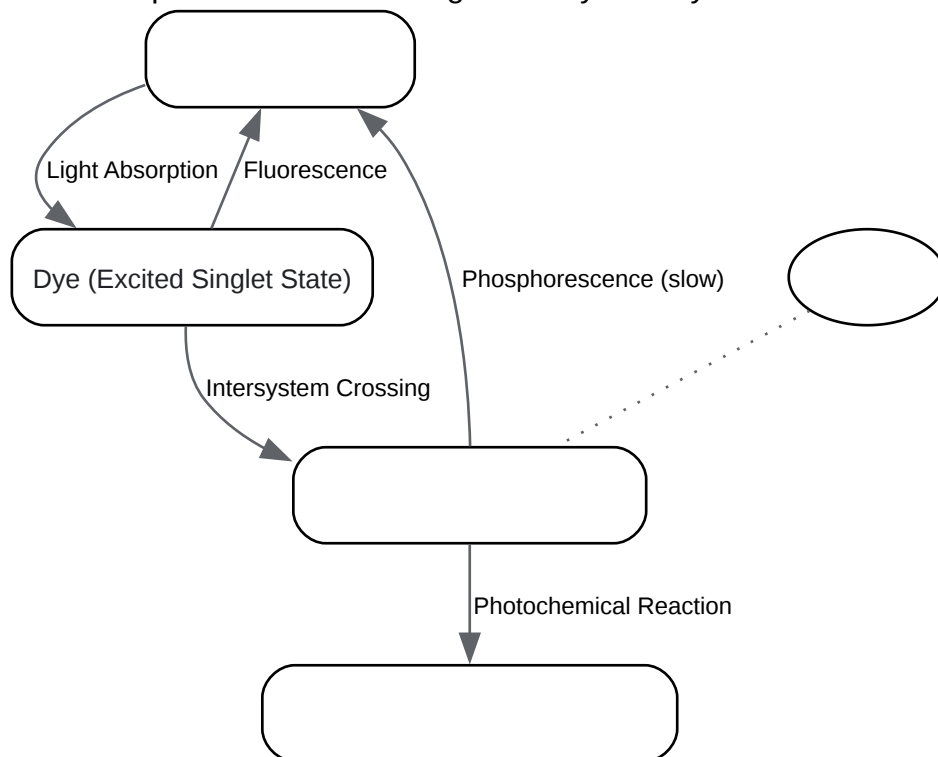 Light Absorption
Fluorescence
Dye (Excited Singlet State)
Phosphorescence (slow)
Intersystem Crossing
Photochemical Reaction